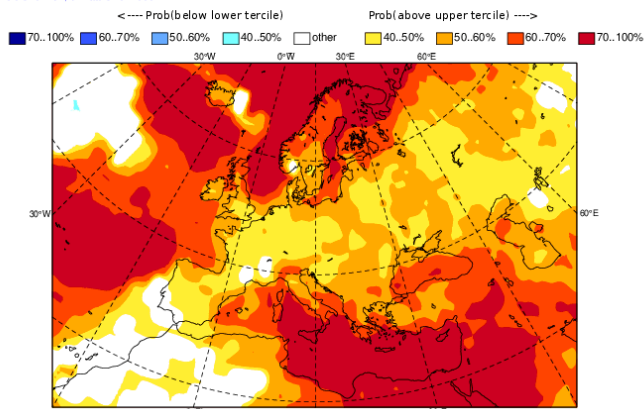 <---- Prob(below lower tercile) Prob(above upper tercile) ---->
70..100% 60..70% 50..60% 40..50% other 40..50% 50..60% 60..70% 70..100%
30°W 0°W 30°E 60°E
30°W 60°E